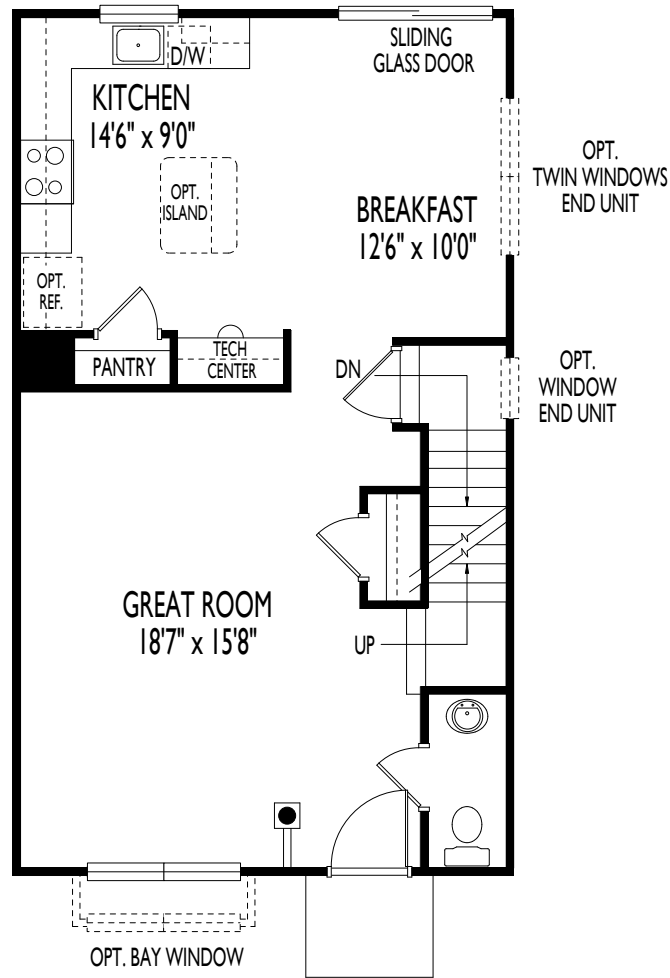 SLIDING
GLASS DOOR
D/W
KITCHEN
14'6" x 9'0"
OPT.
TWIN WINDOWS
END UNIT
OPT.
ISLAND
BREAKFAST
12'6" x 10'0"
OPT.
REF.
PANTRY
TECH
CENTER
DN
OPT.
WINDOW
END UNIT
GREAT ROOM
18'7" x 15'8"
UP
OPT. BAY WINDOW